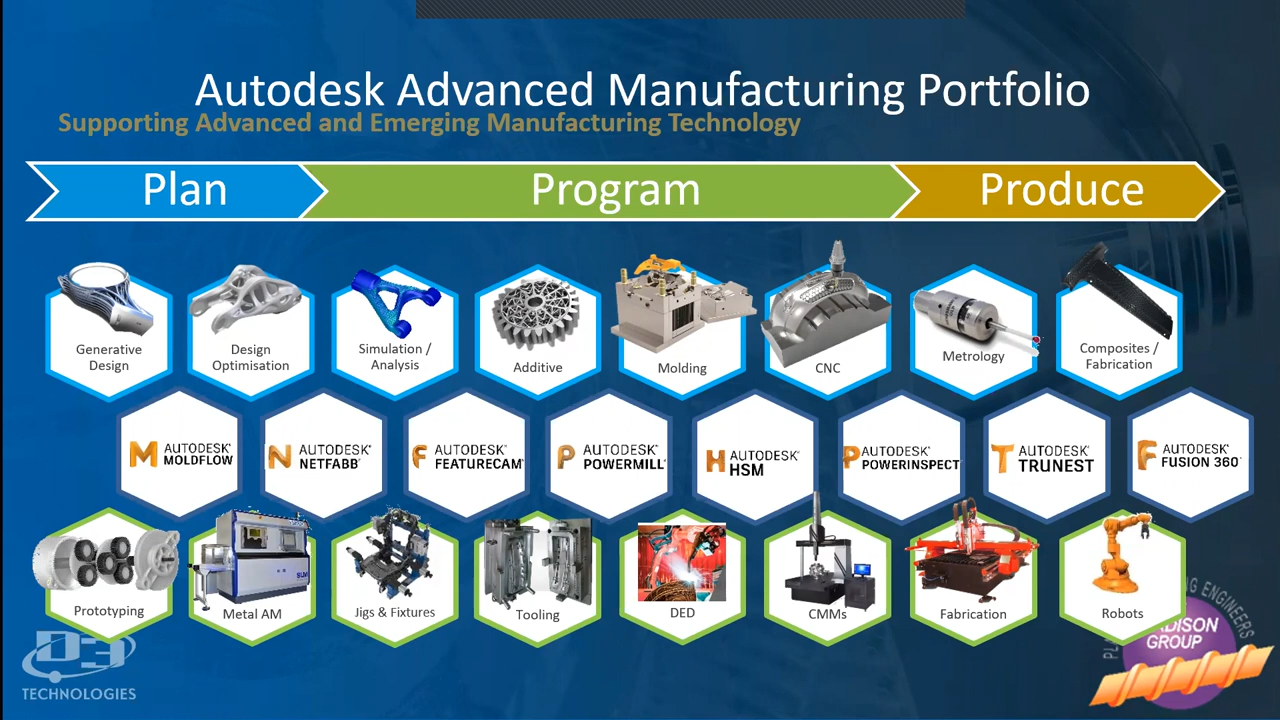 Autodesk Advanced Manufacturing Portfolio
Supporting Advanced and Emerging Manufacturing Technology
Plan
Program
Produce
Generative
Design
Design
Optimisation
Simulation /
Analysis
Additive
Molding
CNC
Metrology
Composites /
Fabrication
AUTODESK®
MOLDFLOW
AUTODESK®
NETFABB®
AUTODESK®
FEATURECAM®
AUTODESK®
POWERMILL®
AUTODESK®
HSM
AUTODESK®
POWERINSPECT
AUTODESK®
TRUNEST
AUTODESK®
FUSION 360®
Prototyping
Metal AM
Jigs & Fixtures
Tooling
DED
CMMs
Fabrication
Robots
D3
TECHNOLOGIES
ENGINEERS
GROUP